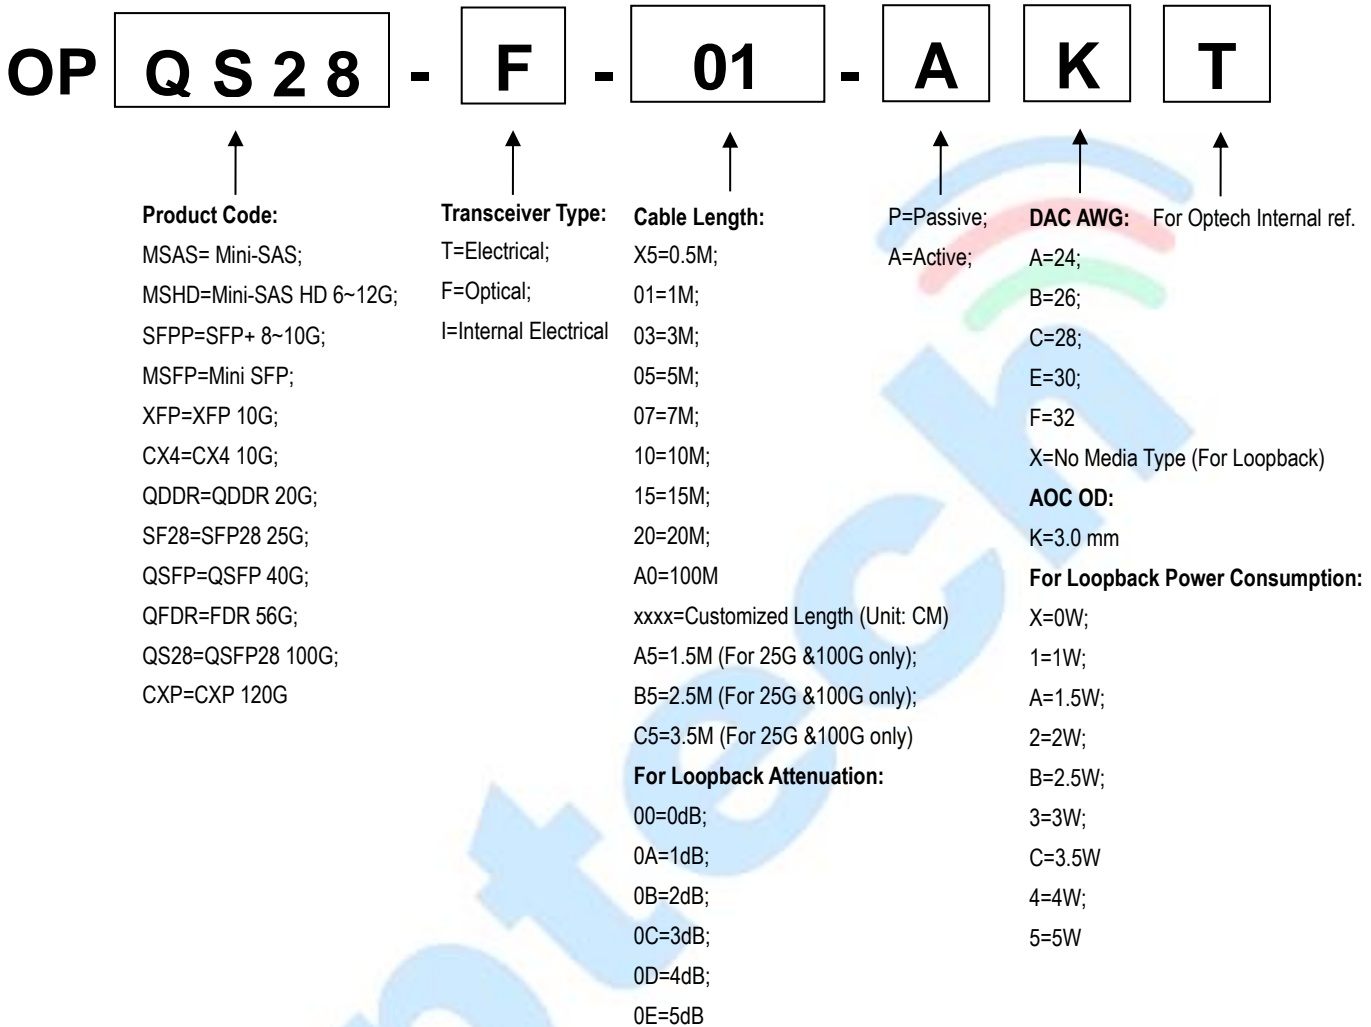 OP QS28 - F - 01 - A K T
Product Code:
MSAS= Mini-SAS;
MSHD=Mini-SAS HD 6~12G;
SFPP=SFP+ 8~10G;
MSFP=Mini SFP;
XFP=XFP 10G;
CX4=CX4 10G;
QDDR=QDDR 20G;
SF28=SFP28 25G;
QSFP=QSFP 40G;
QFDR=FDR 56G;
QS28=QSFP28 100G;
CXP=CXP 120G
Transceiver Type:
T=Electrical;
F=Optical;
I=Internal Electrical
Cable Length:
X5=0.5M;
01=1M;
03=3M;
05=5M;
07=7M;
10=10M;
15=15M;
20=20M;
A0=100M
xxxx=Customized Length (Unit: CM)
A5=1.5M (For 25G &100G only);
B5=2.5M (For 25G &100G only);
C5=3.5M (For 25G &100G only)
For Loopback Attenuation:
00=0dB;
0A=1dB;
0B=2dB;
0C=3dB;
0D=4dB;
0E=5dB
P=Passive;
A=Active;
DAC AWG:
A=24;
B=26;
C=28;
E=30;
F=32
X=No Media Type (For Loopback)
AOC OD:
K=3.0 mm
For Loopback Power Consumption:
X=0W;
1=1W;
A=1.5W;
2=2W;
B=2.5W;
3=3W;
C=3.5W
4=4W;
5=5W
For Optech Internal ref.
ptech